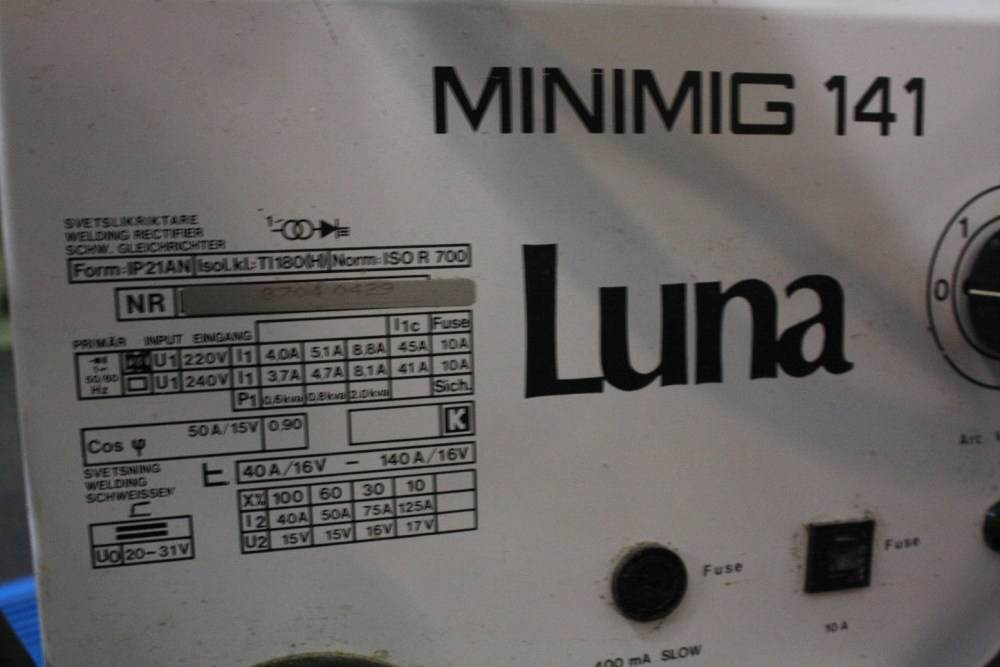 MINIMIG 141
SVETSLIKRIKTARE
WELDING RECTIFIER
SCHW. GLEICHRICHTER
Form: IP21AN Isol.kl.: TI180(H) Norm: ISO R 700
NR 9704 0429
PRIMÄR INPUT EINGANG
I1c Fuse
U1 220V I1 4.0A 5,1A 8,8A 45A 10A
50/60 U1 240V I1 3.7A 4.7A 8.1A 41A 10A
Hz P1 0,6kva 0,8kva 2.0kva Sich.
50A/15V 0.90
Cos φ K
SVETSNING
WELDING
SCHWEISSEN
40A/16V – 140A/16V
X% 100 60 30 10
I2 40A 50A 75A 125A
U2 15V 15V 16V 17V
U0 20–31V
Luna
1
0
Arc
Fuse
Fuse
10A
400 mA SLOW